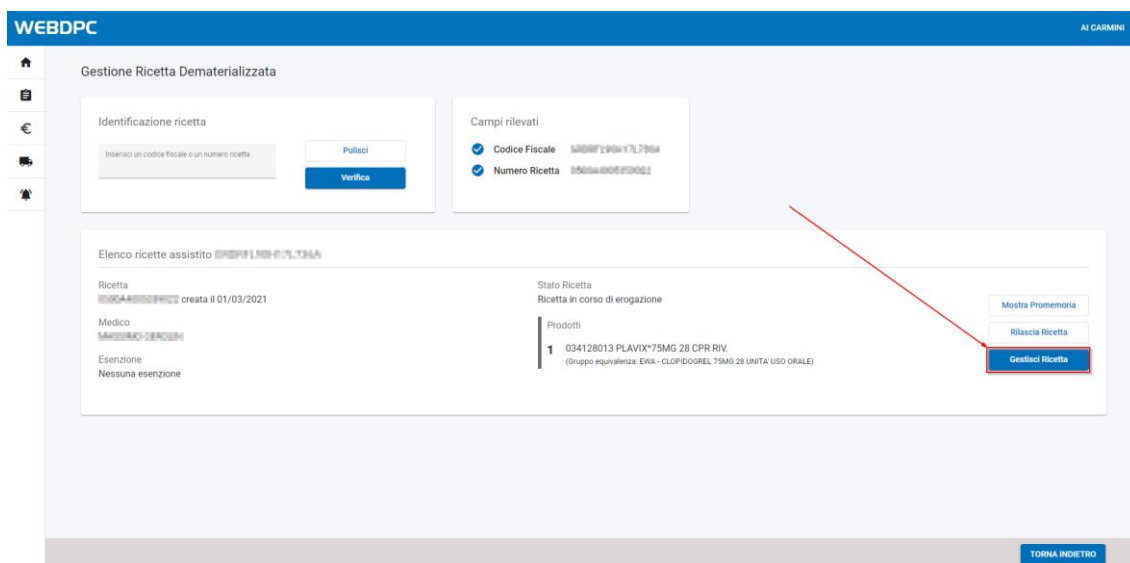 WEBDPC
AI CARMINI
Gestione Ricetta Dematerializzata
Identificazione ricetta
Inserisci un codice fiscale o un numero ricetta
Pulisci
Verifica
Campi rilevati
Codice Fiscale
Numero Ricetta
Elenco ricette assistito
Ricetta
creata il 01/03/2021
Medico
Esenzione
Nessuna esenzione
Stato Ricetta
Ricetta in corso di erogazione
Prodotti
1 034128013 PLAVIX*75MG 28 CPR RIV.
(Gruppo equivalenza: EWA - CLOPIDOGREL 75MG 28 UNITA' USO ORALE)
Mostra Promemoria
Rilascia Ricetta
Gestisci Ricetta
TORNA INDIETRO